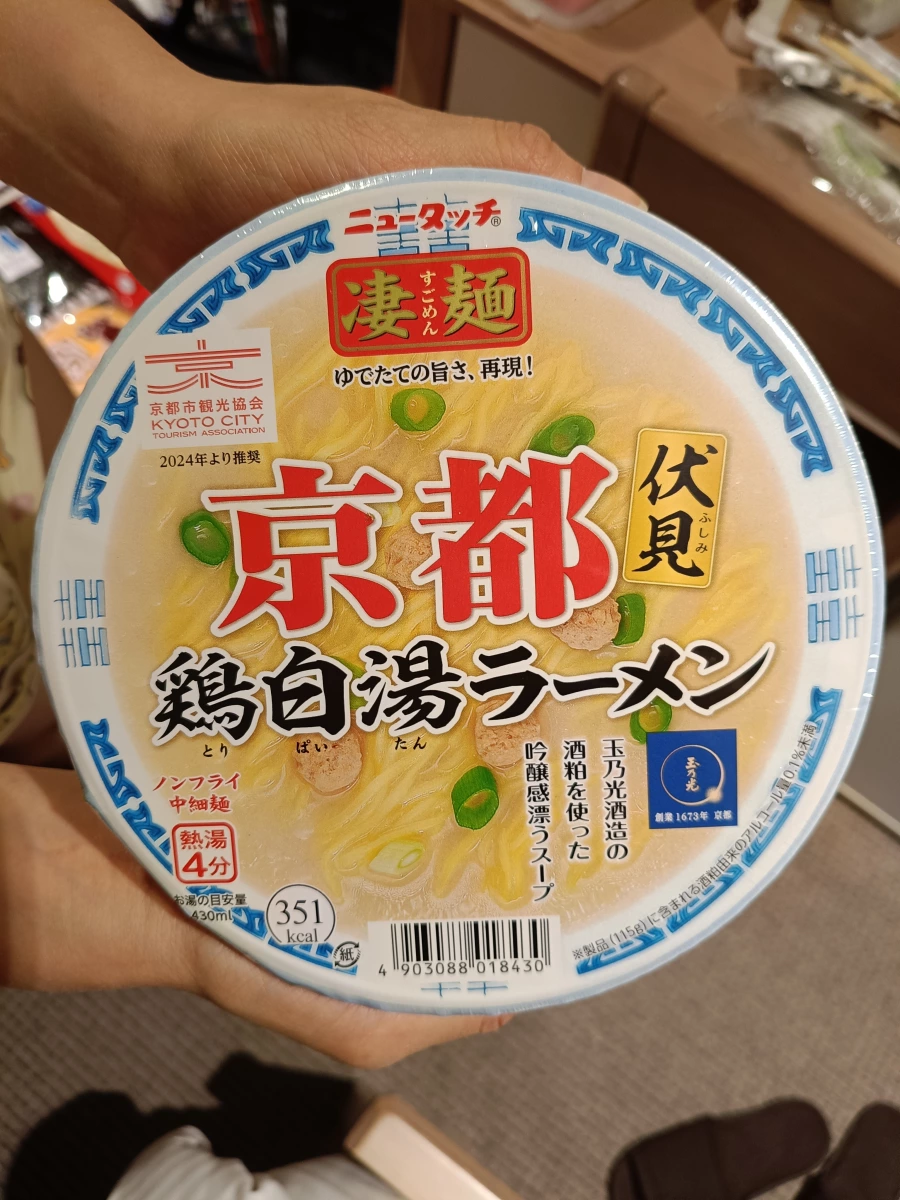 ニュータッチ®
凄麺
すごめん
ゆでたての旨さ、再現!
京
京都市観光協会
KYOTO CITY
TOURISM ASSOCIATION
2024年より推奨
京都
伏見
ふしみ
鶏白湯ラーメン
とり ぱい たん
ノンフライ
中細麺
熱湯
4分
お湯の目安量
430ml
351
kcal
紙
玉乃光酒造の
酒粕を使った
吟醸感漂うスープ
玉乃光
創業1673年 京都
※製品(115g)に含まれる酒粕由来のアルコール量0.1%未満
4 903088 018430